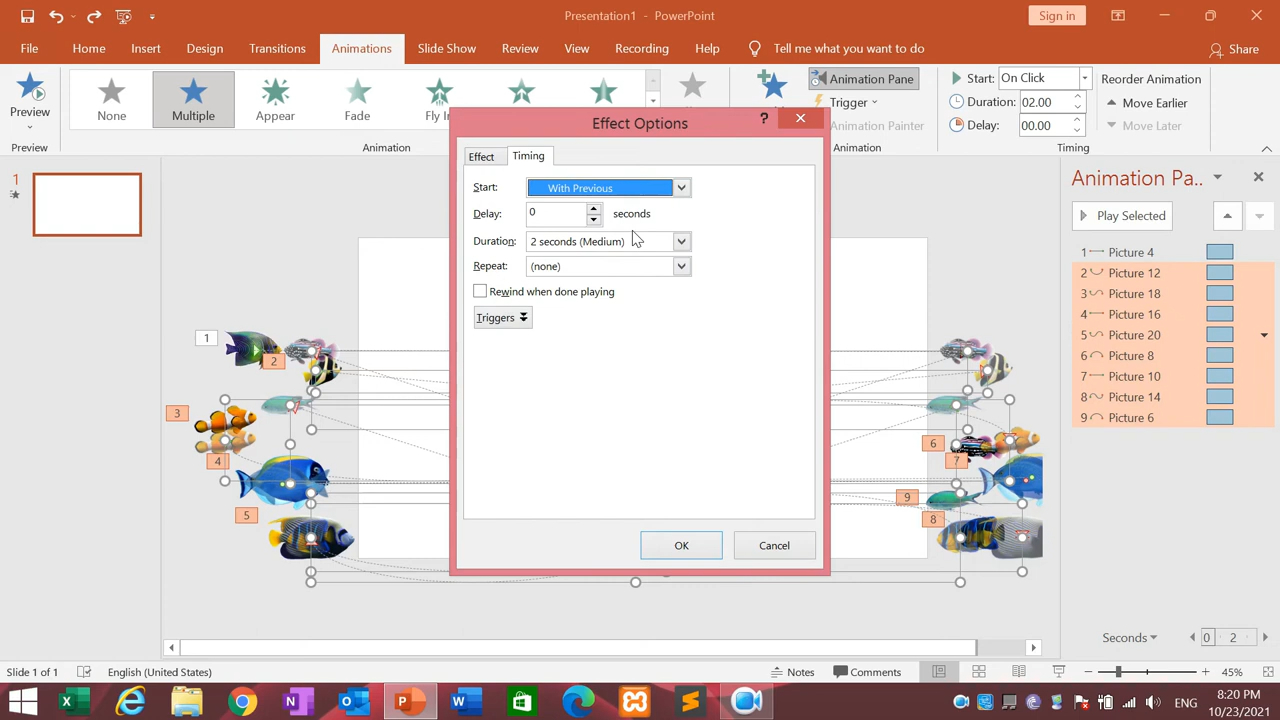 Presentation1 - PowerPoint
Sign in
File Home Insert Design Transitions Animations Slide Show Review View Recording Help Tell me what you want to do Share
Preview
Preview
None
Multiple
Appear
Fade
Animation
Animation Pane
Trigger
Animation Painter
Animation
Start: On Click
Duration: 02.00
Delay: 00.00
Reorder Animation
Move Earlier
Move Later
Timing
1
Effect Options
?
Effect Timing
Start: With Previous
Delay: 0 seconds
Duration: 2 seconds (Medium)
Repeat: (none)
Rewind when done playing
Triggers
OK Cancel
1
2
3
4
5
6
7
9
8
Animation Pa...
Play Selected
1 Picture 4
2 Picture 12
3 Picture 18
4 Picture 16
5 Picture 20
6 Picture 8
7 Picture 10
8 Picture 14
9 Picture 6
Seconds 0 2
Slide 1 of 1 English (United States) Notes Comments 45%
ENG
8:20 PM
10/23/2021